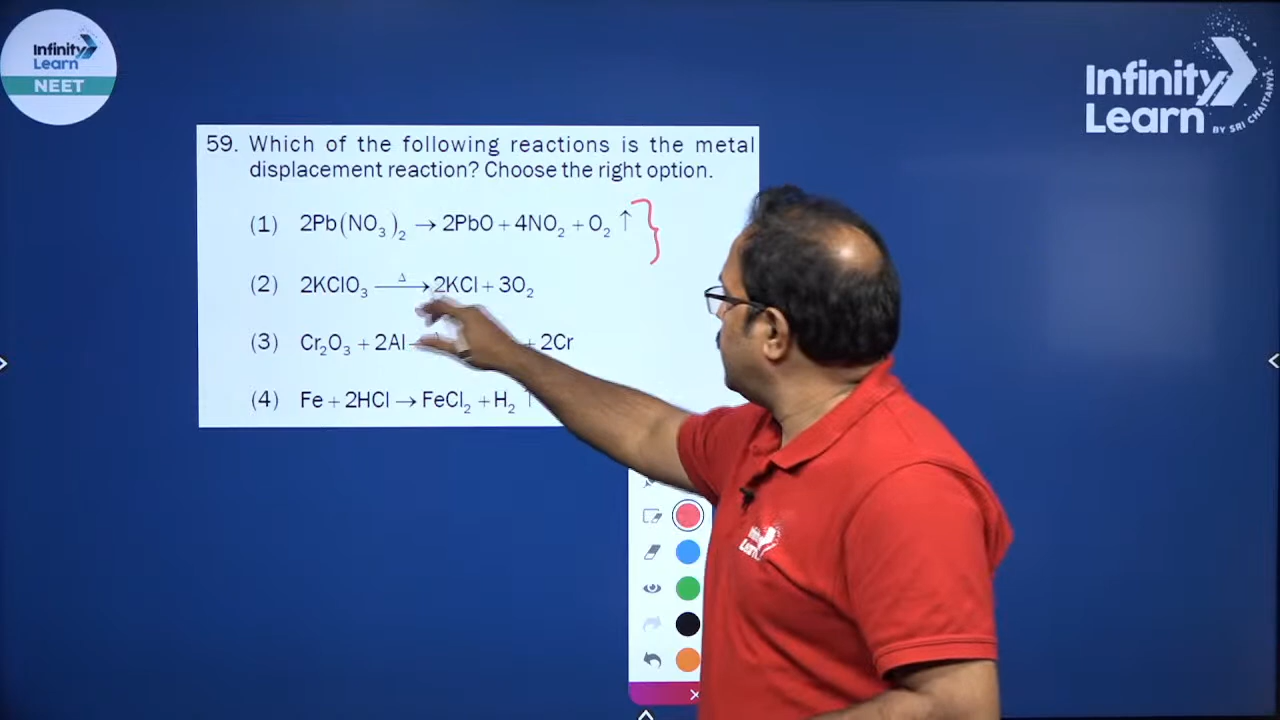 Infinity
Learn
NEET
Infinity
Learn
BY SRI CHAITANYA
59. Which of the following reactions is the metal
displacement reaction? Choose the right option.
(1) 2Pb(NO₃)₂ → 2PbO + 4NO₂ + O₂ ↑
(2) 2KClO₃ —Δ→ 2KCl + 3O₂
(3) Cr₂O₃ + 2Al + 2Cr
(4) Fe + 2HCl → FeCl₂ + H₂ ↑
Infinity